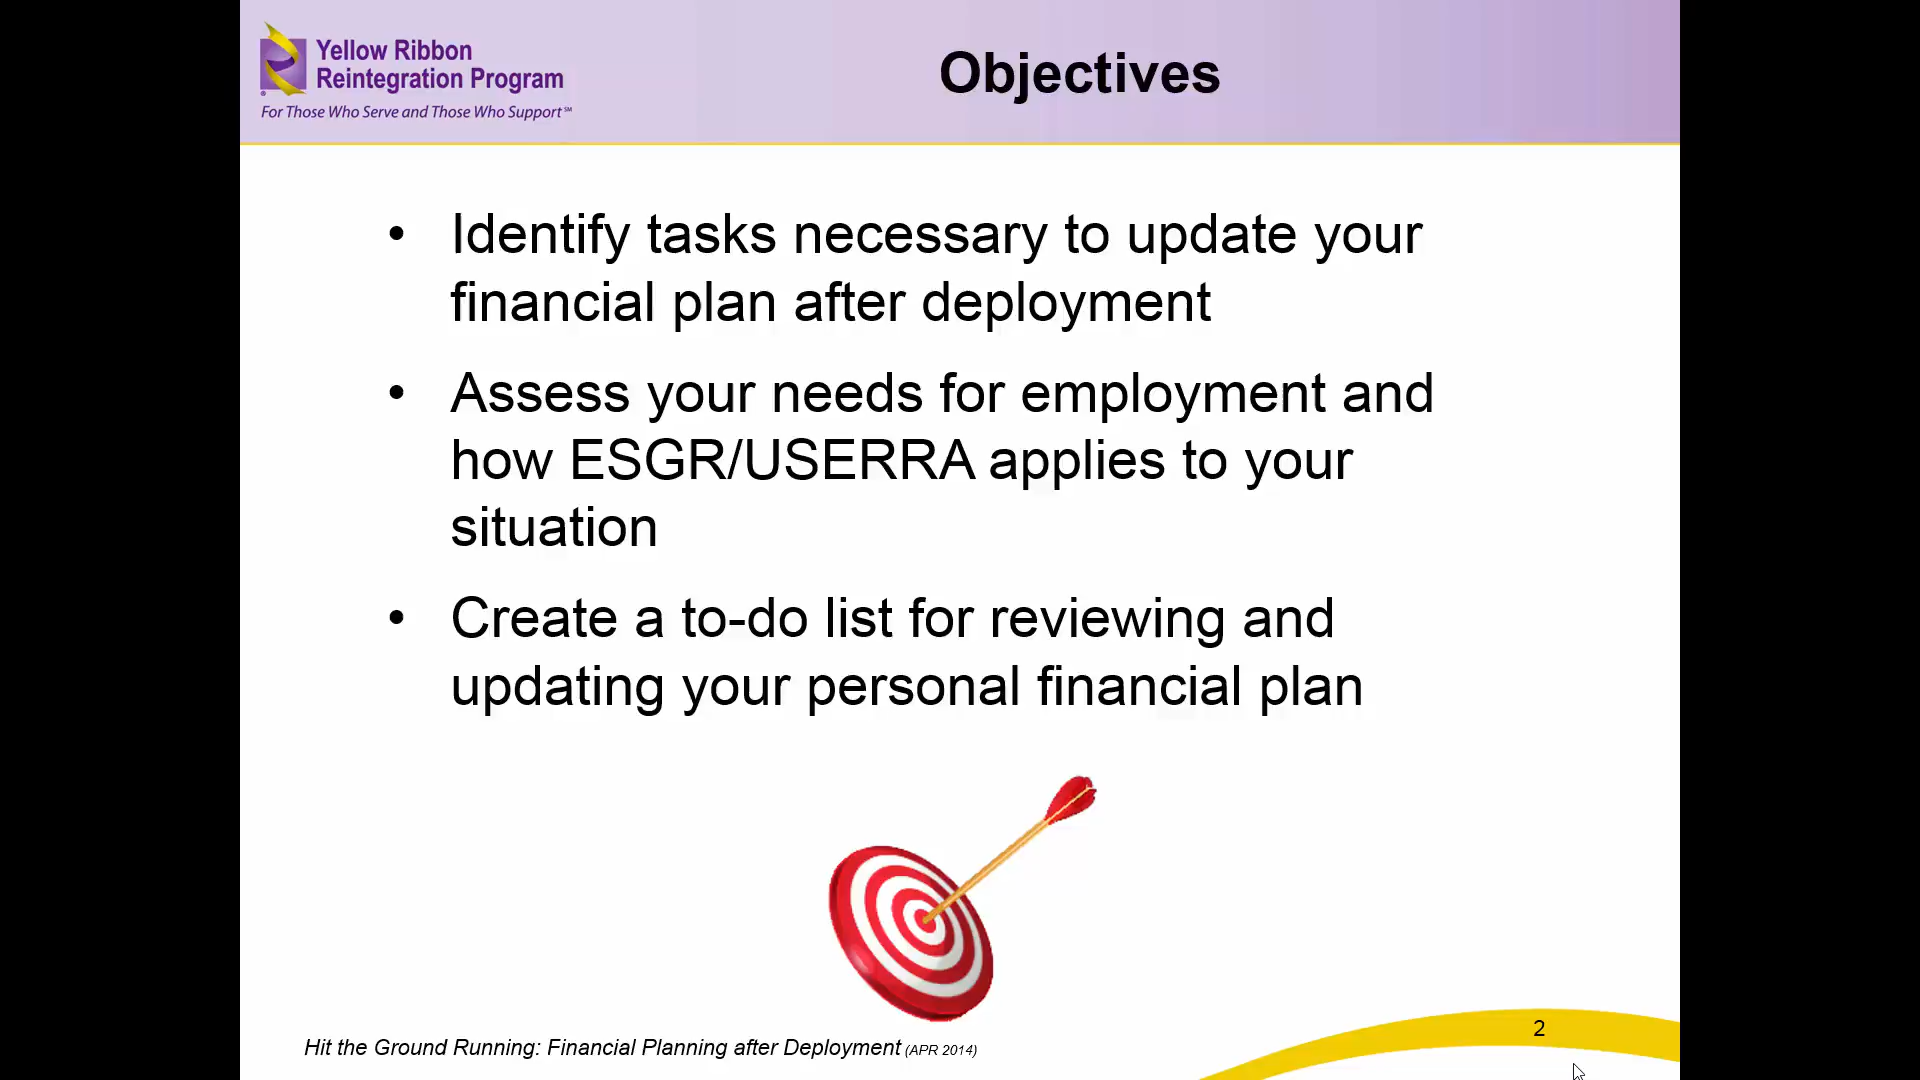 Yellow Ribbon
Reintegration Program
For Those Who Serve and Those Who Support℠
Objectives
• Identify tasks necessary to update your
financial plan after deployment
• Assess your needs for employment and
how ESGR/USERRA applies to your
situation
• Create a to-do list for reviewing and
updating your personal financial plan
Hit the Ground Running: Financial Planning after Deployment (APR 2014)
2